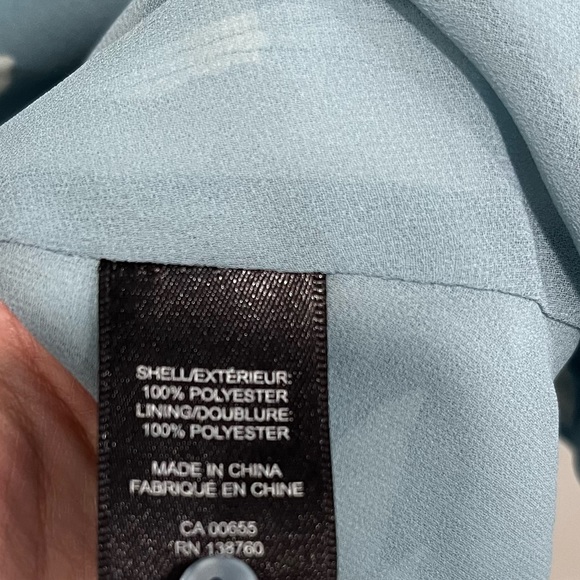 SHELL/EXTÉRIEUR:
100% POLYESTER
LINING/DOUBLURE:
100% POLYESTER
MADE IN CHINA
FABRIQUÉ EN CHINE
CA 00655
RN 138760